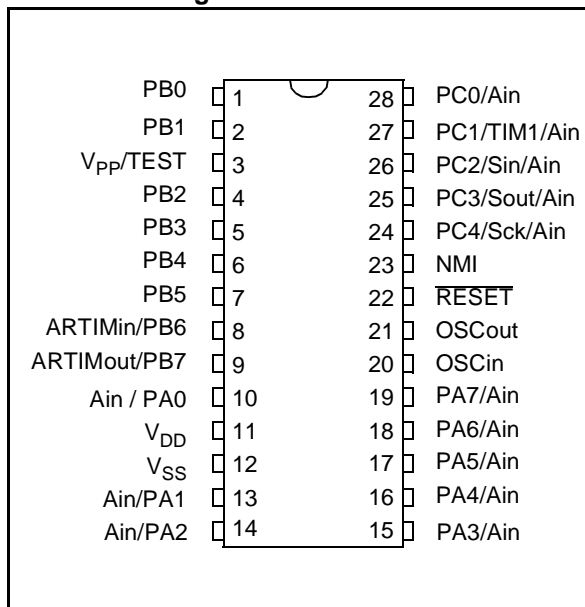 PB0 1 28 PC0/Ain
PB1 2 27 PC1/TIM1/Ain
VPP/TEST 3 26 PC2/Sin/Ain
PB2 4 25 PC3/Sout/Ain
PB3 5 24 PC4/Sck/Ain
PB4 6 23 NMI
PB5 7 22 RESET
ARTIMin/PB6 8 21 OSCout
ARTIMout/PB7 9 20 OSCin
Ain / PA0 10 19 PA7/Ain
VDD 11 18 PA6/Ain
VSS 12 17 PA5/Ain
Ain/PA1 13 16 PA4/Ain
Ain/PA2 14 15 PA3/Ain